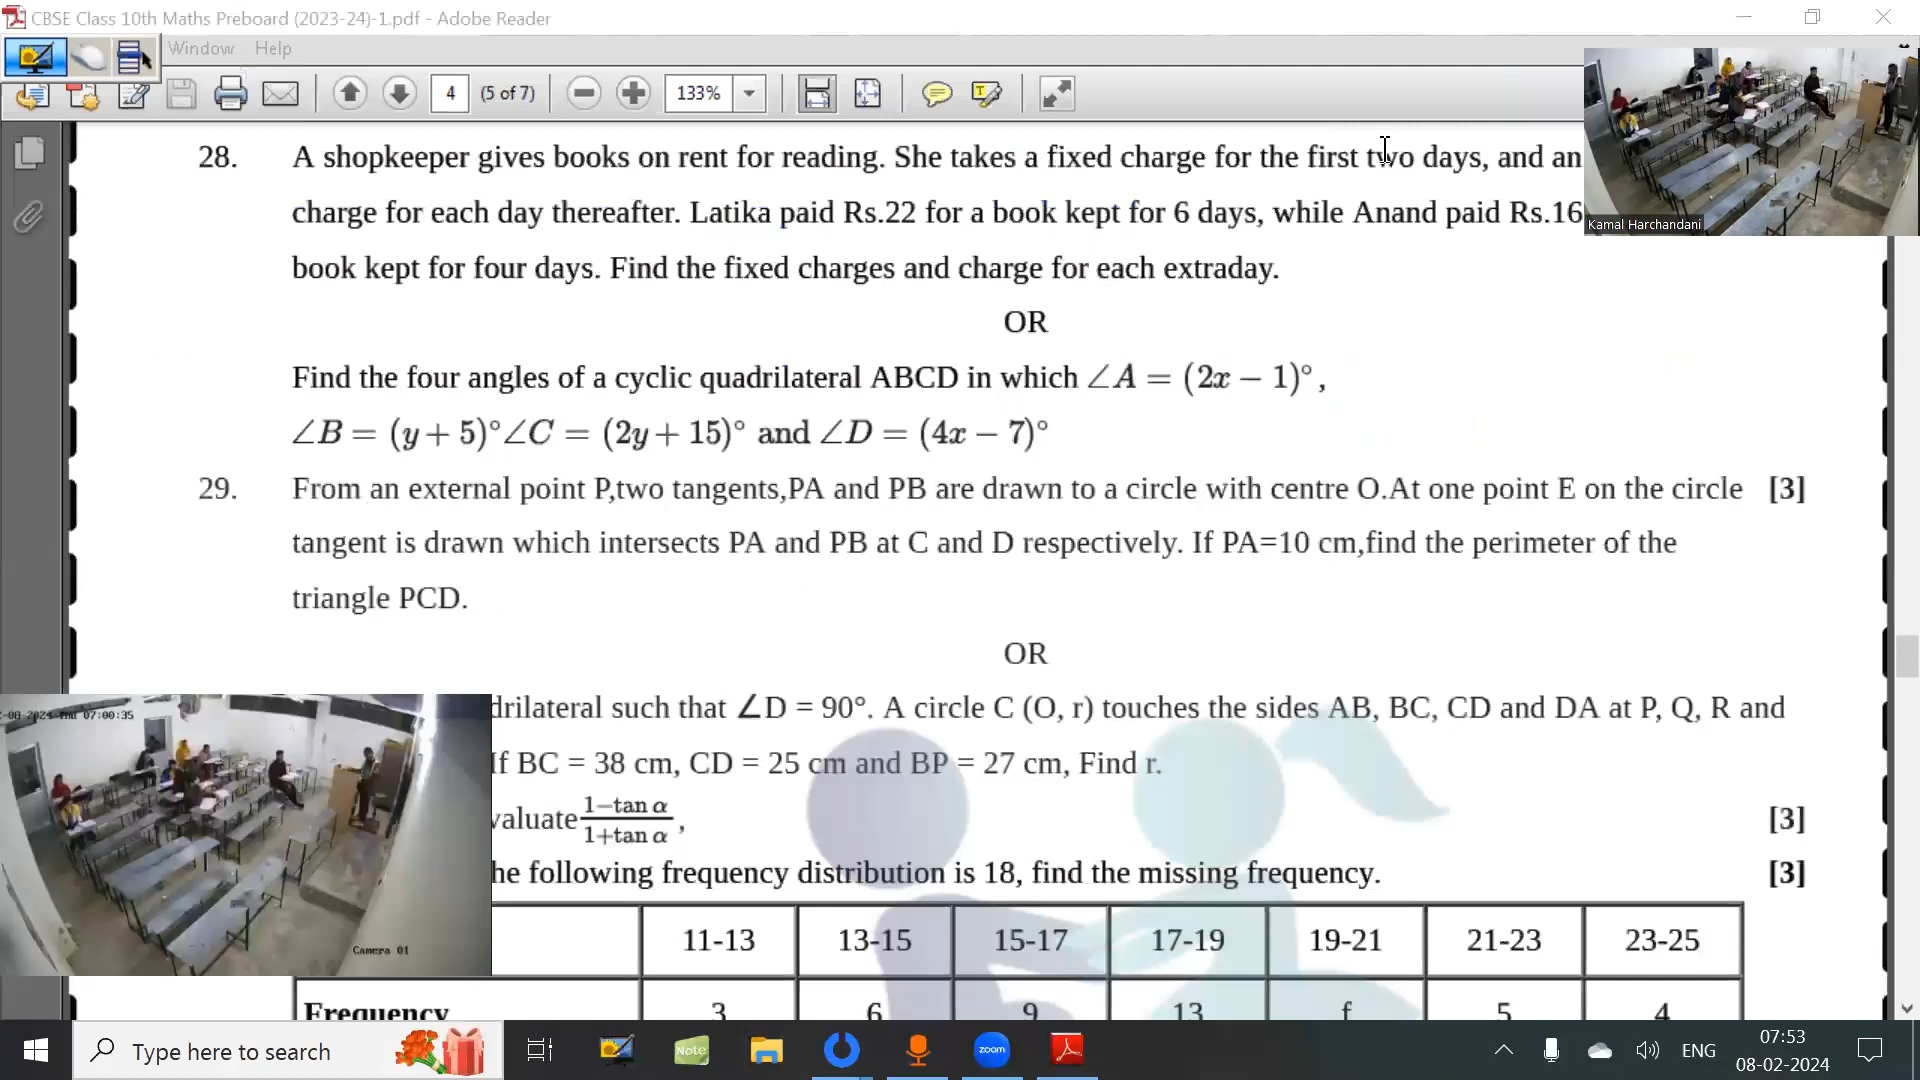 CBSE Class 10th Maths Preboard (2023-24)-1.pdf - Adobe Reader
Window Help
4 (5 of 7) 133%
28. A shopkeeper gives books on rent for reading. She takes a fixed charge for the first two days, and an
charge for each day thereafter. Latika paid Rs.22 for a book kept for 6 days, while Anand paid Rs.16
Kamal Harchandani
book kept for four days. Find the fixed charges and charge for each extraday.
OR
Find the four angles of a cyclic quadrilateral ABCD in which ∠A = (2x − 1)°,
∠B = (y + 5)°∠C = (2y + 15)° and ∠D = (4x − 7)°
29. From an external point P,two tangents,PA and PB are drawn to a circle with centre O.At one point E on the circle [3]
tangent is drawn which intersects PA and PB at C and D respectively. If PA=10 cm,find the perimeter of the
triangle PCD.
OR
drilateral such that ∠D = 90°. A circle C (O, r) touches the sides AB, BC, CD and DA at P, Q, R and
-08-2024 Thu 07:00:35
If BC = 38 cm, CD = 25 cm and BP = 27 cm, Find r.
valuate (1−tan α)/(1+tan α), [3]
he following frequency distribution is 18, find the missing frequency. [3]
11-13 13-15 15-17 17-19 19-21 21-23 23-25
Camera 01
Frequency 3 6 9 13 f 5 4
Type here to search
Note
zoom
ENG
07:53
08-02-2024